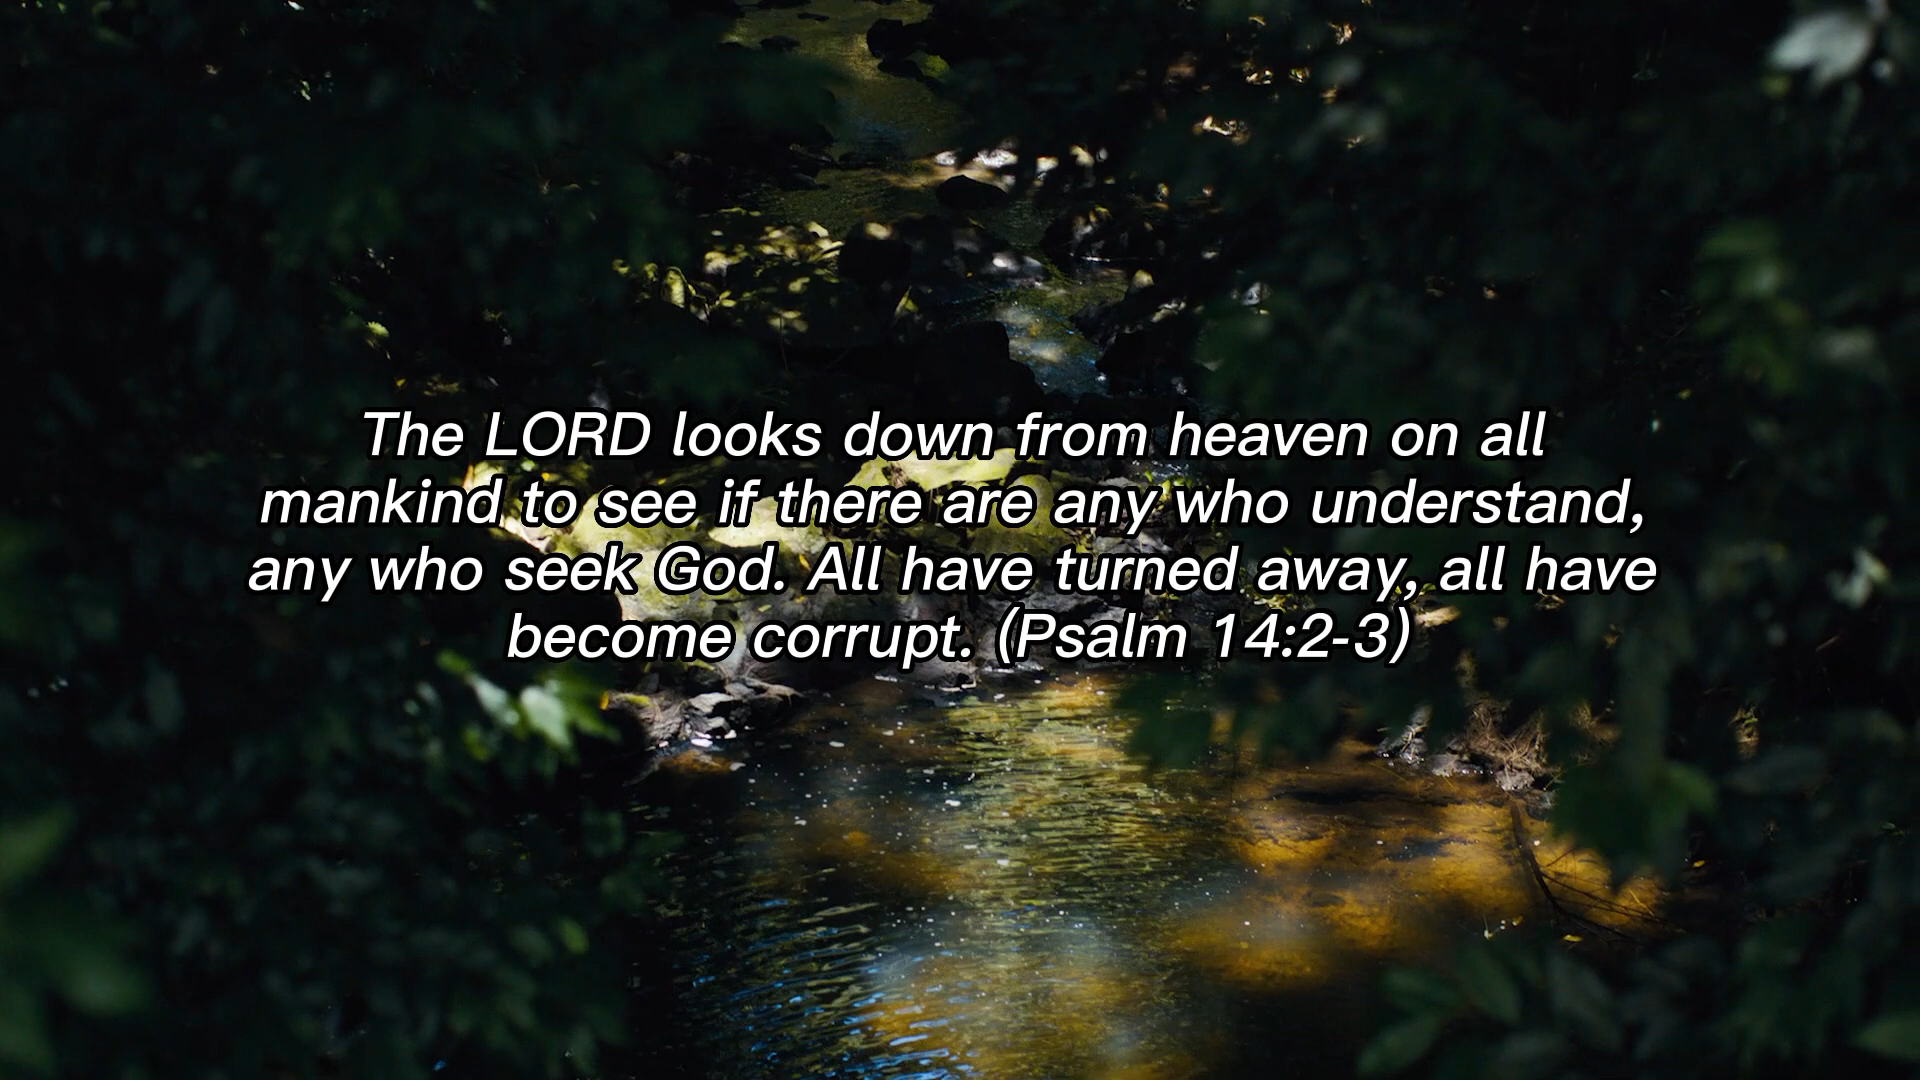 The LORD looks down from heaven on all
mankind to see if there are any who understand,
any who seek God. All have turned away, all have
become corrupt. (Psalm 14:2-3)